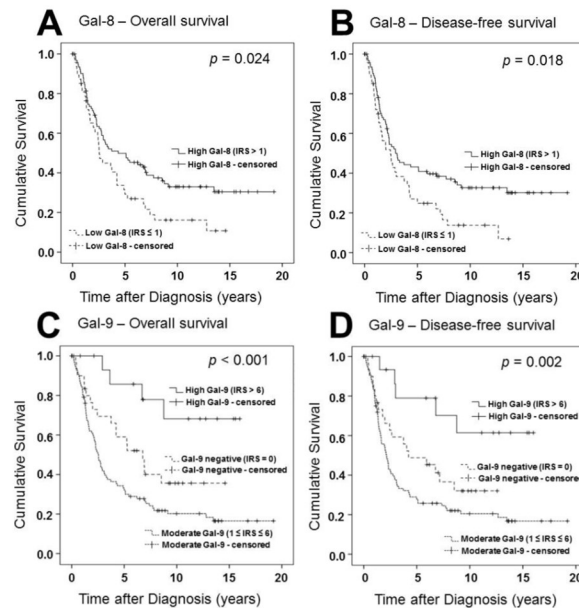 A
Gal-8 – Overall survival
p = 0.024
Cumulative Survival
1.0
0.8
0.6
0.4
0.2
0.0
High Gal-8 (IRS > 1)
High Gal-8 - censored
Low Gal-8 (IRS ≤ 1)
Low Gal-8 - censored
0 5 10 15 20
Time after Diagnosis (years)
B
Gal-8 – Disease-free survival
p = 0.018
Cumulative Survival
1.0
0.8
0.6
0.4
0.2
0.0
High Gal-8 (IRS > 1)
High Gal-8 - censored
Low Gal-8 (IRS ≤ 1)
Low Gal-8 - censored
0 5 10 15 20
Time after Diagnosis (years)
C
Gal-9 – Overall survival
p < 0.001
Cumulative Survival
1.0
0.8
0.6
0.4
0.2
0.0
High Gal-9 (IRS > 6)
High Gal-9 - censored
Gal-9 negative (IRS = 0)
Gal-9 negative - censored
Moderate Gal-9 (1 ≤ IRS ≤ 6)
Moderate Gal-9 - censored
0 5 10 15 20
Time after Diagnosis (years)
D
Gal-9 – Disease-free survival
p = 0.002
Cumulative Survival
1.0
0.8
0.6
0.4
0.2
0.0
High Gal-9 (IRS > 6)
High Gal-9 - censored
Gal-9 negative (IRS = 0)
Gal-9 negative - censored
Moderate Gal-9 (1 ≤ IRS ≤ 6)
Moderate Gal-9 - censored
0 5 10 15 20
Time after Diagnosis (years)